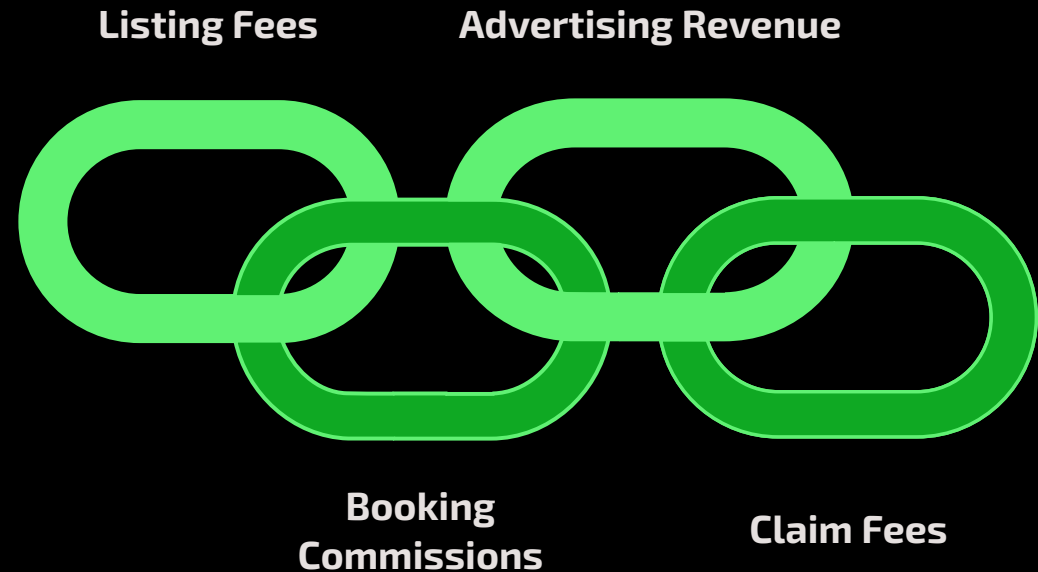 Listing Fees
Advertising Revenue
Booking
Commissions
Claim Fees